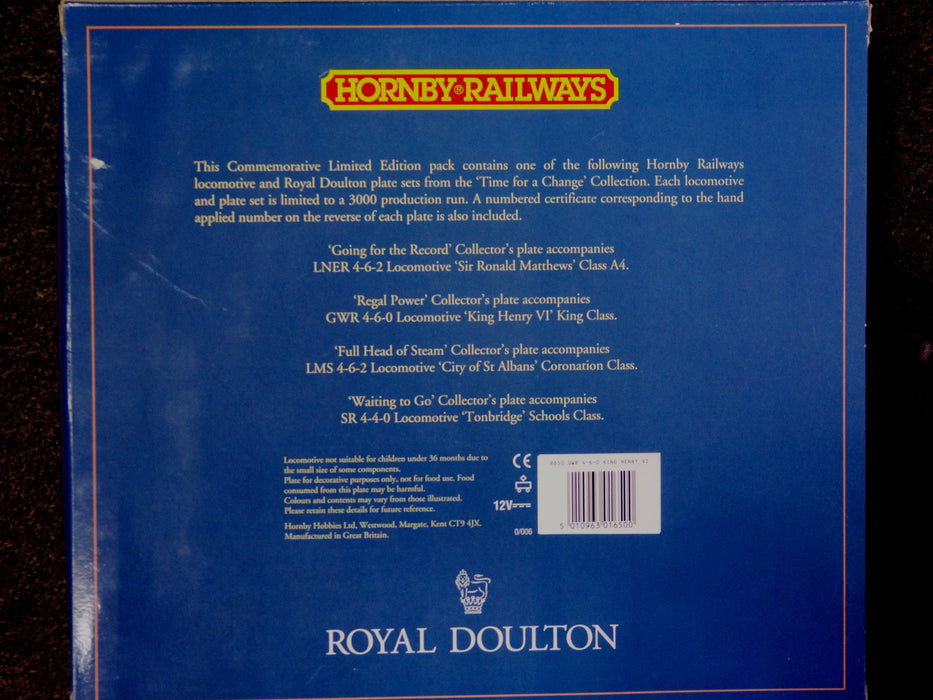 HORNBY® RAILWAYS
This Commemorative Limited Edition pack contains one of the following Hornby Railways
locomotive and Royal Doulton plate sets from the ‘Time for a Change’ Collection. Each locomotive
and plate set is limited to a 3000 production run. A numbered certificate corresponding to the hand
applied number on the reverse of each plate is also included.
‘Going for the Record’ Collector’s plate accompanies
LNER 4-6-2 Locomotive ‘Sir Ronald Matthews’ Class A4.
‘Regal Power’ Collector’s plate accompanies
GWR 4-6-0 Locomotive ‘King Henry VI’ King Class.
‘Full Head of Steam’ Collector’s plate accompanies
LMS 4-6-2 Locomotive ‘City of St Albans’ Coronation Class.
‘Waiting to Go’ Collector’s plate accompanies
SR 4-4-0 Locomotive ‘Tonbridge’ Schools Class.
Locomotive not suitable for children under 36 months due to
the small size of some components.
Plate for decorative purposes only, not for food use. Food
consumed from this plate may be harmful.
Colours and contents may vary from those illustrated.
Please retain these details for future reference.
Hornby Hobbies Ltd, Westwood, Margate, Kent CT9 4JX.
Manufactured in Great Britain.
CE
12V
0/006
R650 GWR 4-6-0 KING HENRY VI
5 010963 016500
ROYAL DOULTON